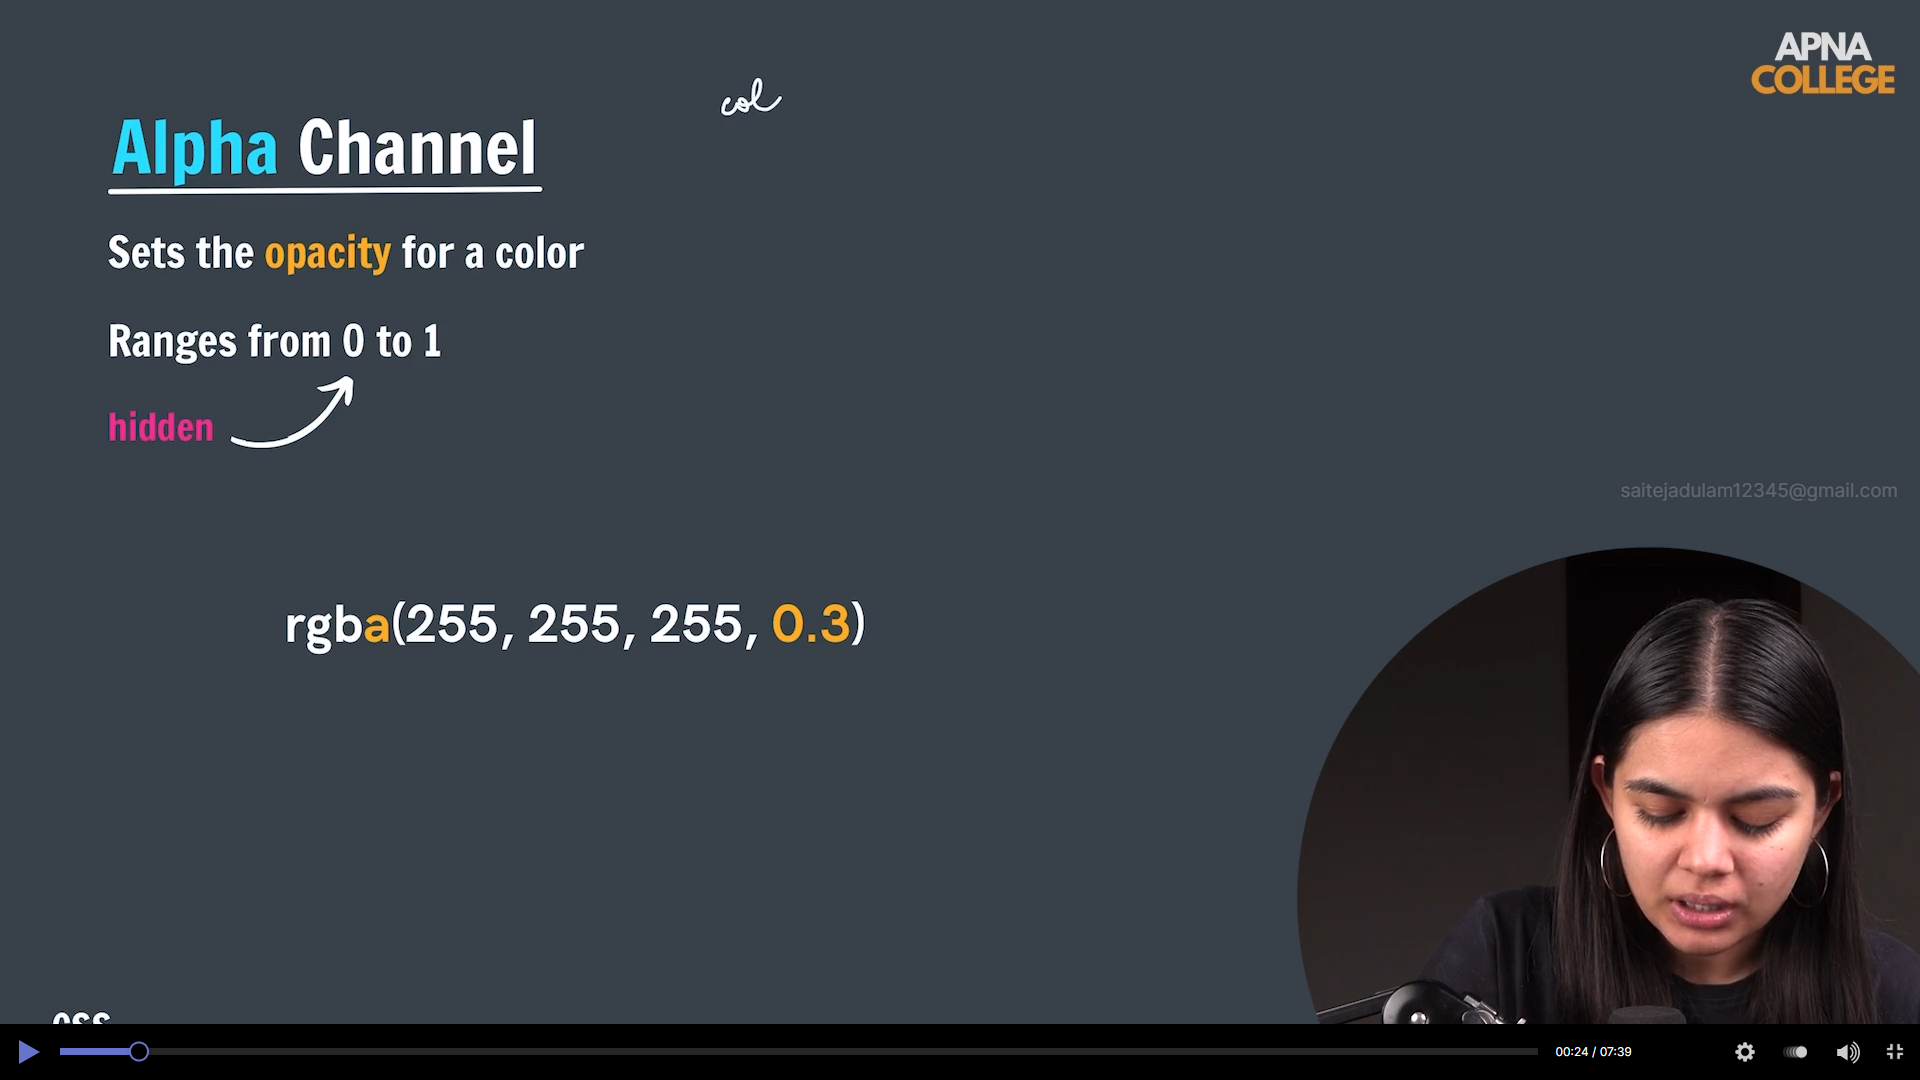 APNA
COLLEGE
col
Alpha Channel
Sets the opacity for a color
Ranges from 0 to 1
hidden
saitejadulam12345@gmail.com
rgba(255, 255, 255, 0.3)
css
00:24 / 07:39